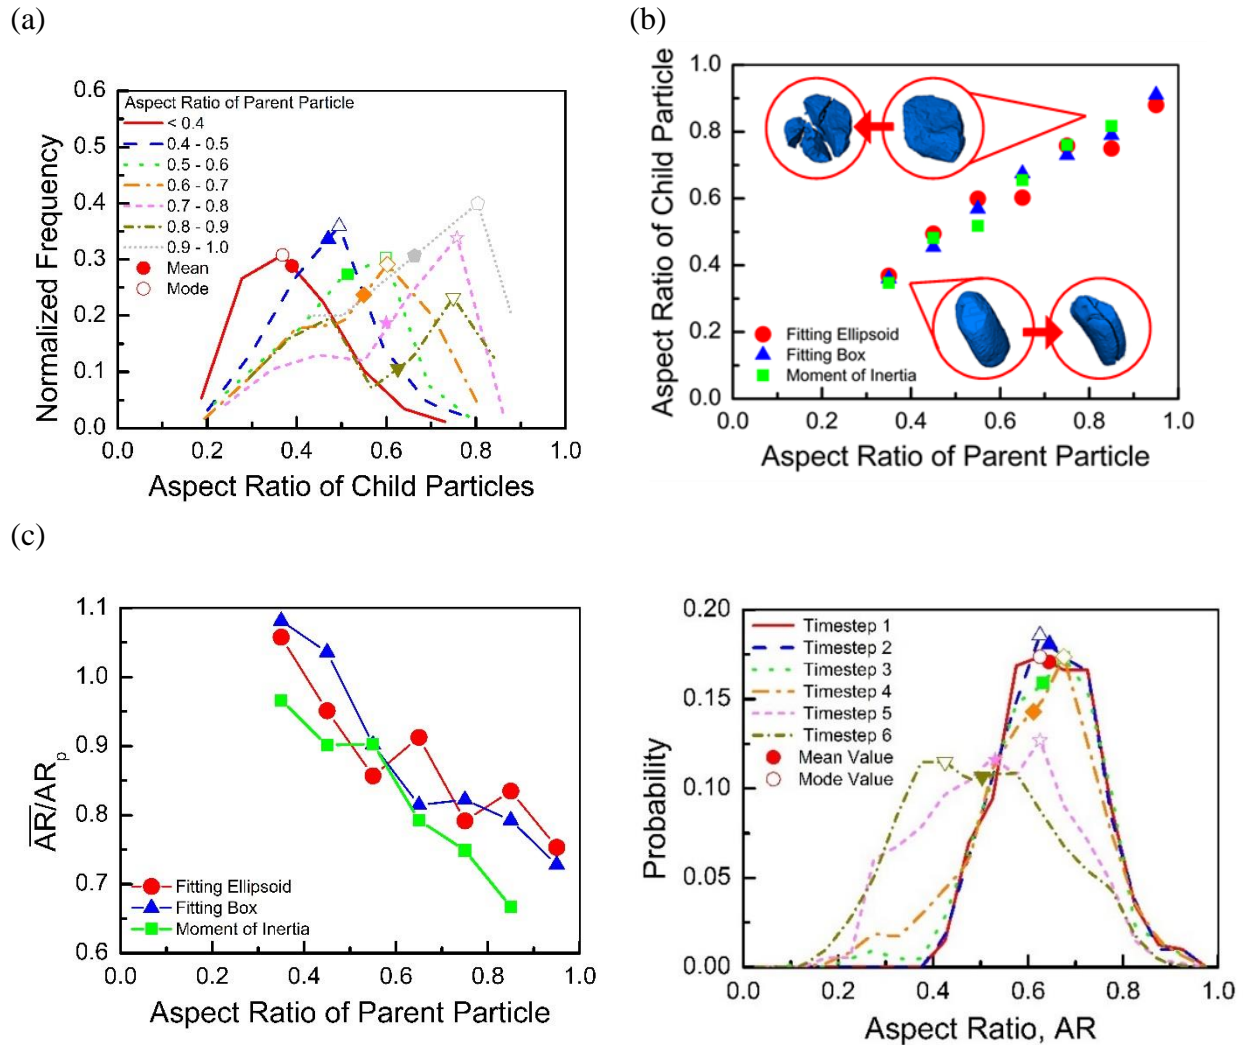 (a)
(b)
0.6
0.5
0.4
0.3
0.2
0.1
0.0
Normalized Frequency
Aspect Ratio of Parent Particle
< 0.4
0.4 - 0.5
0.5 - 0.6
0.6 - 0.7
0.7 - 0.8
0.8 - 0.9
0.9 - 1.0
Mean
Mode
0.0 0.2 0.4 0.6 0.8 1.0
Aspect Ratio of Child Particles
1.0
0.8
0.6
0.4
0.2
0.0
Aspect Ratio of Child Particle
Fitting Ellipsoid
Fitting Box
Moment of Inertia
0.0 0.2 0.4 0.6 0.8 1.0
Aspect Ratio of Parent Particle
(c)
1.1
1.0
0.9
0.8
0.7
0.6
A̅R̅/ARₚ
Fitting Ellipsoid
Fitting Box
Moment of Inertia
0.0 0.2 0.4 0.6 0.8 1.0
Aspect Ratio of Parent Particle
0.20
0.15
0.10
0.05
0.00
Probability
Timestep 1
Timestep 2
Timestep 3
Timestep 4
Timestep 5
Timestep 6
Mean Value
Mode Value
0.0 0.2 0.4 0.6 0.8 1.0
Aspect Ratio, AR